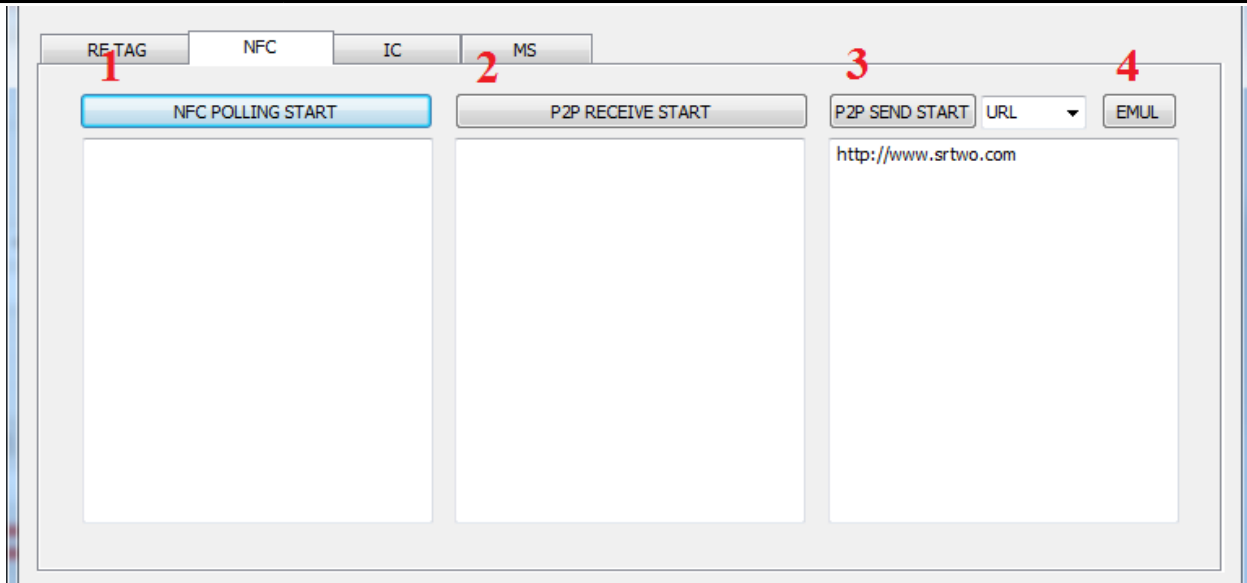 RF TAG NFC IC MS
1 2 3 4
NFC POLLING START P2P RECEIVE START P2P SEND START URL EMUL
http://www.srtwo.com